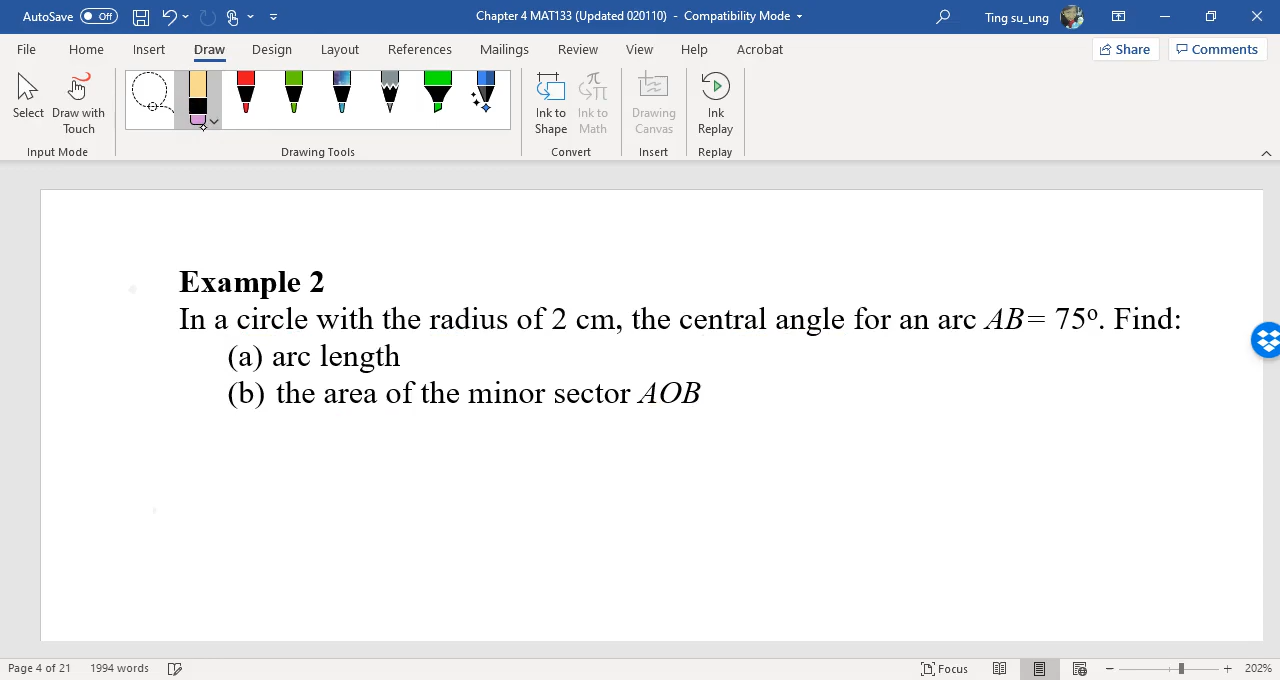 AutoSave Off Chapter 4 MAT133 (Updated 020110) - Compatibility Mode Ting su_ung
File Home Insert Draw Design Layout References Mailings Review View Help Acrobat Share Comments
Select Draw with Touch Ink to Shape Ink to Math Drawing Canvas Ink Replay
Input Mode Drawing Tools Convert Insert Replay
Example 2
In a circle with the radius of 2 cm, the central angle for an arc AB= 75º. Find:
(a) arc length
(b) the area of the minor sector AOB
Page 4 of 21 1994 words Focus 202%